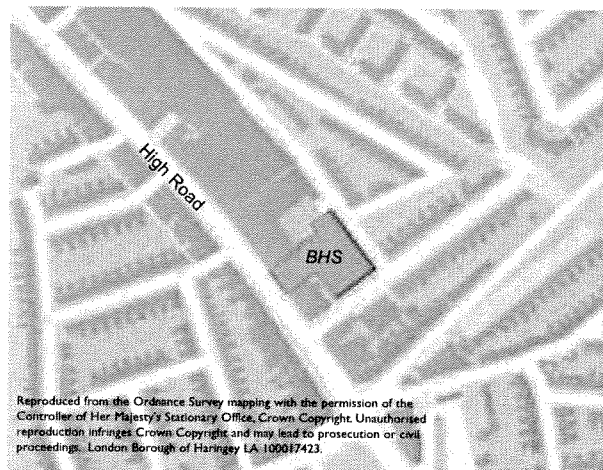 High Road
BHS
Reproduced from the Ordnance Survey mapping with the permission of the
Controller of Her Majesty's Stationary Office, Crown Copyright. Unauthorised
reproduction infringes Crown Copyright and may lead to prosecution or civil
proceedings. London Borough of Haringey LA 100017423.